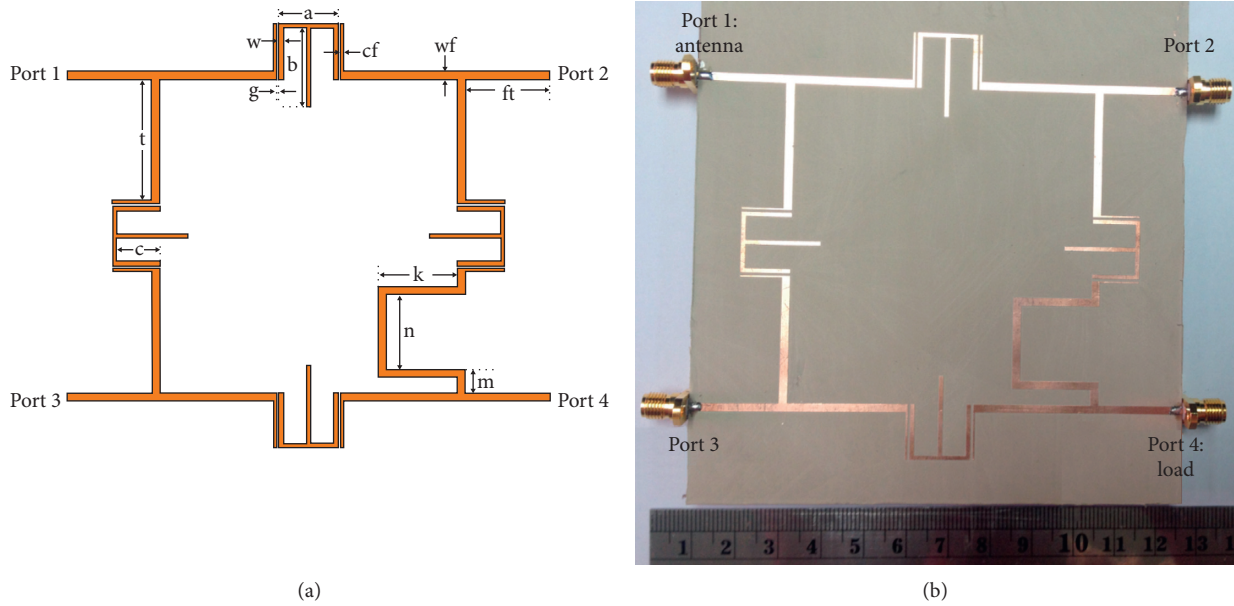 a
w
cf
wf
b
Port 1
Port 2
g
ft
t
c
k
n
m
Port 3
Port 4
(a)
Port 1:
antenna
Port 2
Port 3
Port 4:
load
1 2 3 4 5 6 7 8 9 10 11 12 13 1
(b)